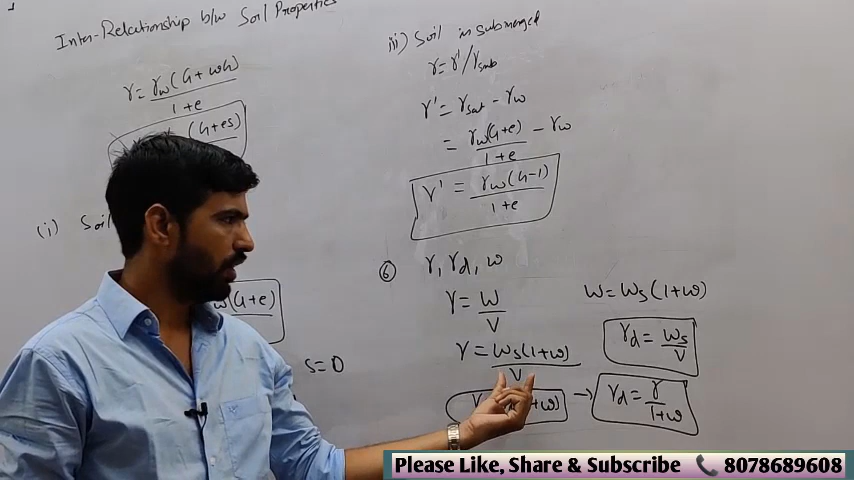 Inter-Relationship b/w Soil Properties
γ = γw(G+wG)
1+e
(G+es)
(i) Soil
w(G+e)
S=0
iii) Soil is submerged
γ = γ'/γsub
γ' = γsat - γw
= γw(G+e) - γw
1+e
γ' = γw(G-1)
1+e
⑥ γ, γd, w
γ = W
V
W = Ws(1+w)
γ = Ws(1+w)
V
γd = Ws
V
+w) → γd = γ
1+w
Please Like, Share & Subscribe 📞 8078689608